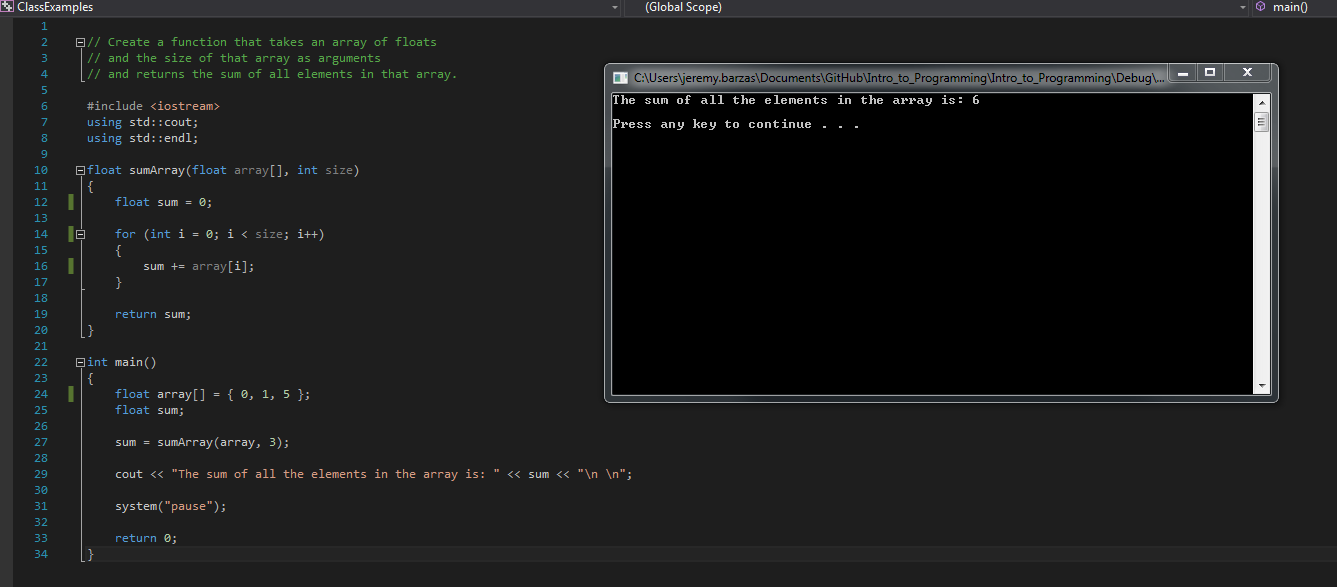 ClassExamples (Global Scope) main()
1
2 // Create a function that takes an array of floats
3 // and the size of that array as arguments
4 // and returns the sum of all elements in that array.
5
6 #include <iostream>
7 using std::cout;
8 using std::endl;
9
10 float sumArray(float array[], int size)
11 {
12 float sum = 0;
13
14 for (int i = 0; i < size; i++)
15 {
16 sum += array[i];
17 }
18
19 return sum;
20 }
21
22 int main()
23 {
24 float array[] = { 0, 1, 5 };
25 float sum;
26
27 sum = sumArray(array, 3);
28
29 cout << "The sum of all the elements in the array is: " << sum << "\n \n";
30
31 system("pause");
32
33 return 0;
34 }
C:\Users\jeremy.barzas\Documents\GitHub\Intro_to_Programming\Intro_to_Programming\Debug\...
The sum of all the elements in the array is: 6
Press any key to continue . . .